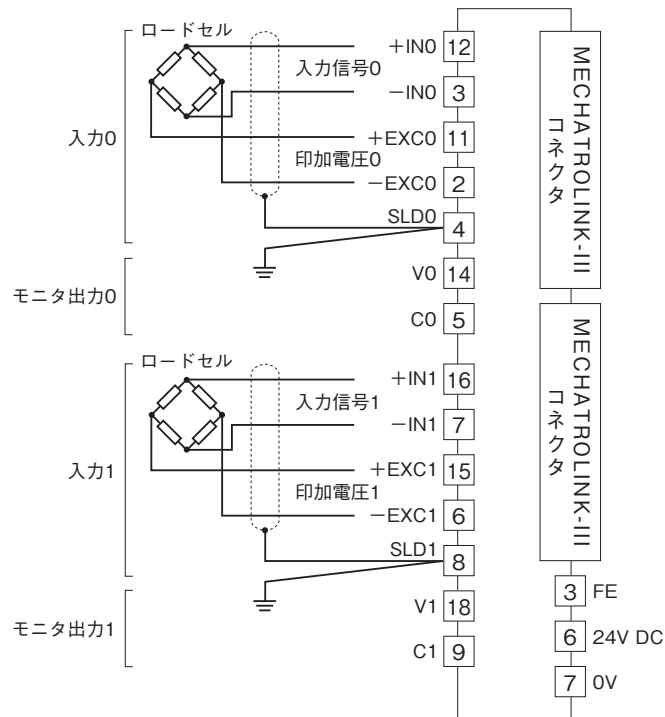 ロードセル
入力0
入力信号0
印加電圧0
+IN0 12
−IN0 3
+EXC0 11
−EXC0 2
SLD0 4
モニタ出力0
V0 14
C0 5
ロードセル
入力1
入力信号1
印加電圧1
+IN1 16
−IN1 7
+EXC1 15
−EXC1 6
SLD1 8
モニタ出力1
V1 18
C1 9
MECHATROLINK-III
コネクタ
MECHATROLINK-III
コネクタ
3 FE
6 24V DC
7 0V